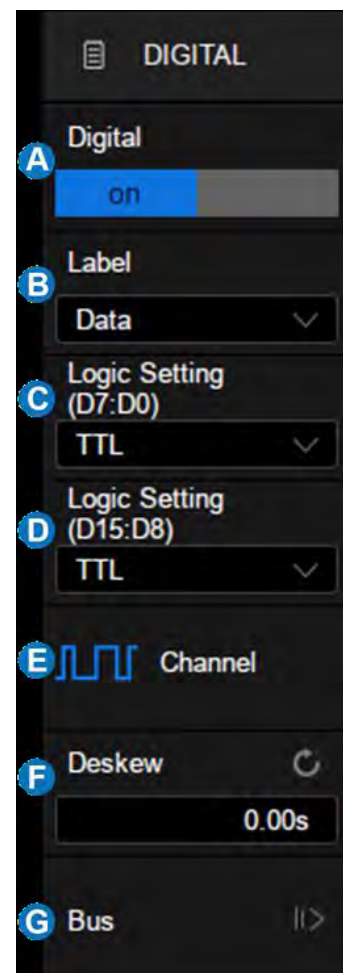 DIGITAL
Digital
A
on
Label
B
Data
Logic Setting
C
(D7:D0)
TTL
Logic Setting
D
(D15:D8)
TTL
E
Channel
Deskew
F
0.00s
G
Bus